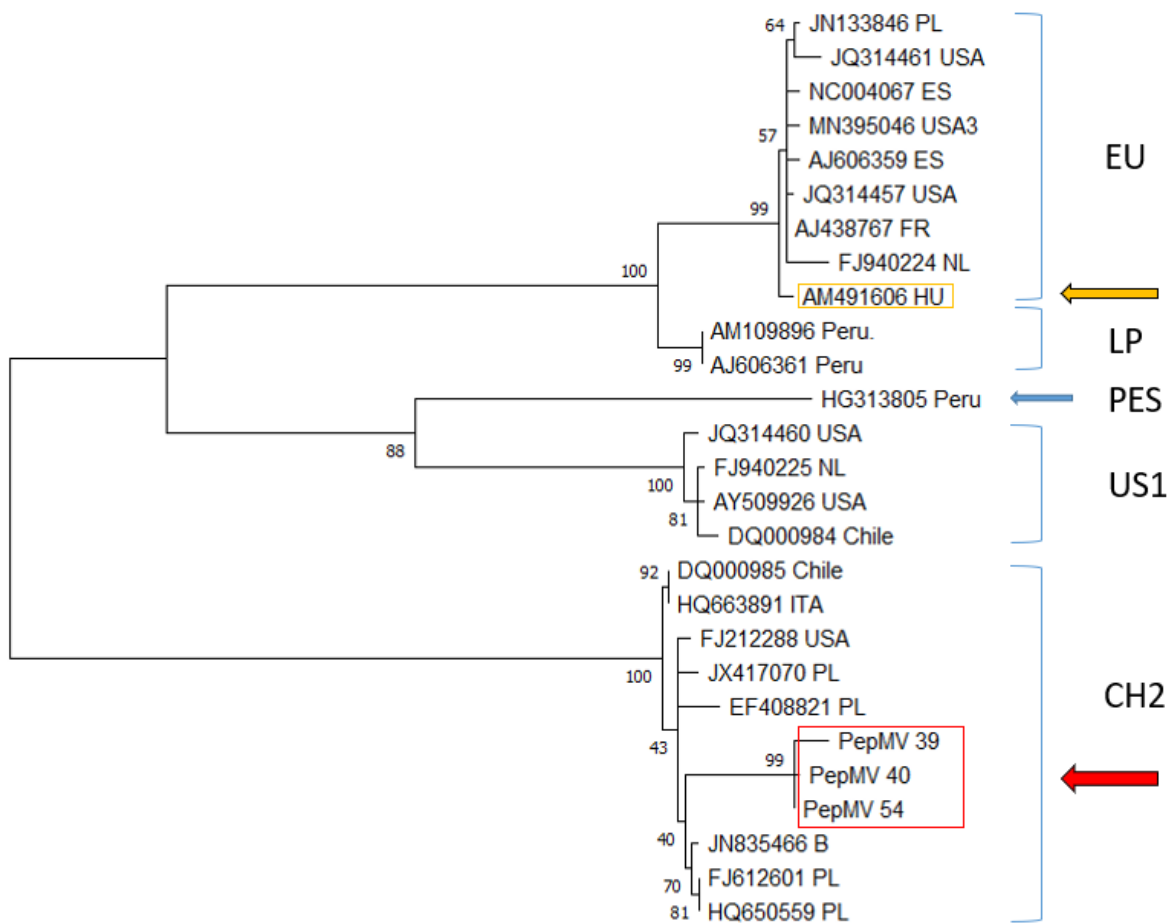 64
JN133846 PL
JQ314461 USA
NC004067 ES
MN395046 USA3
57
AJ606359 ES
EU
JQ314457 USA
99
AJ438767 FR
FJ940224 NL
100
AM491606 HU
AM109896 Peru.
LP
99
AJ606361 Peru
HG313805 Peru
PES
JQ314460 USA
88
FJ940225 NL
100
US1
AY509926 USA
81
DQ000984 Chile
92
DQ000985 Chile
HQ663891 ITA
FJ212288 USA
100
JX417070 PL
CH2
EF408821 PL
43
PepMV 39
99
PepMV 40
PepMV 54
40
JN835466 B
70
FJ612601 PL
81
HQ650559 PL